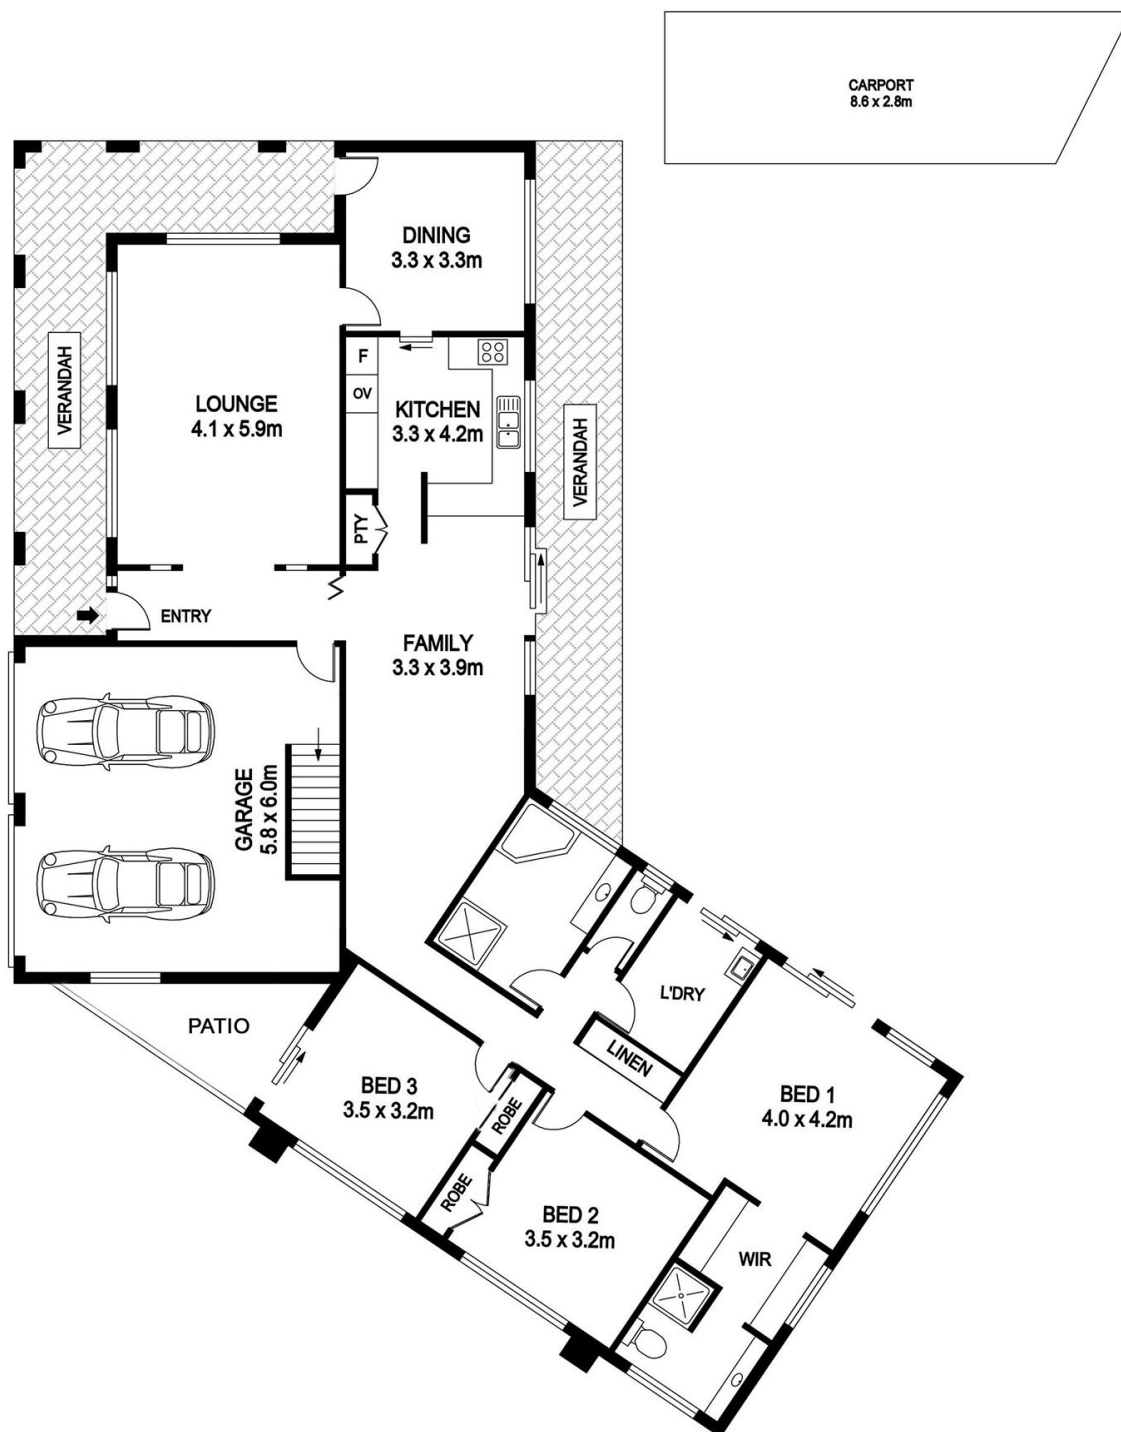 CARPORT
8.6 x 2.8m
DINING
3.3 x 3.3m
VERANDAH
LOUNGE
4.1 x 5.9m
F
OV
KITCHEN
3.3 x 4.2m
VERANDAH
PTY
ENTRY
FAMILY
3.3 x 3.9m
GARAGE
5.8 x 6.0m
PATIO
L'DRY
LINEN
BED 3
3.5 x 3.2m
ROBE
ROBE
BED 1
4.0 x 4.2m
BED 2
3.5 x 3.2m
WIR